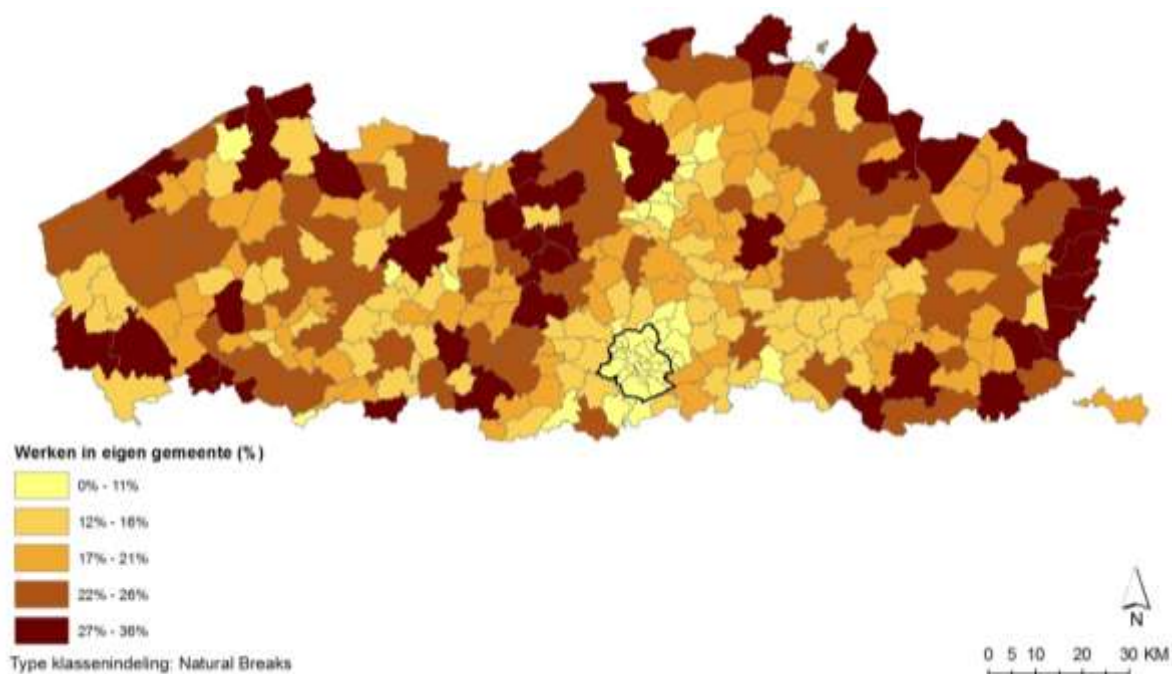 Werken in eigen gemeente (%)
0% - 11%
12% - 16%
17% - 21%
22% - 26%
27% - 36%
Type klassenindeling: Natural Breaks
N
0 5 10 20 30 KM